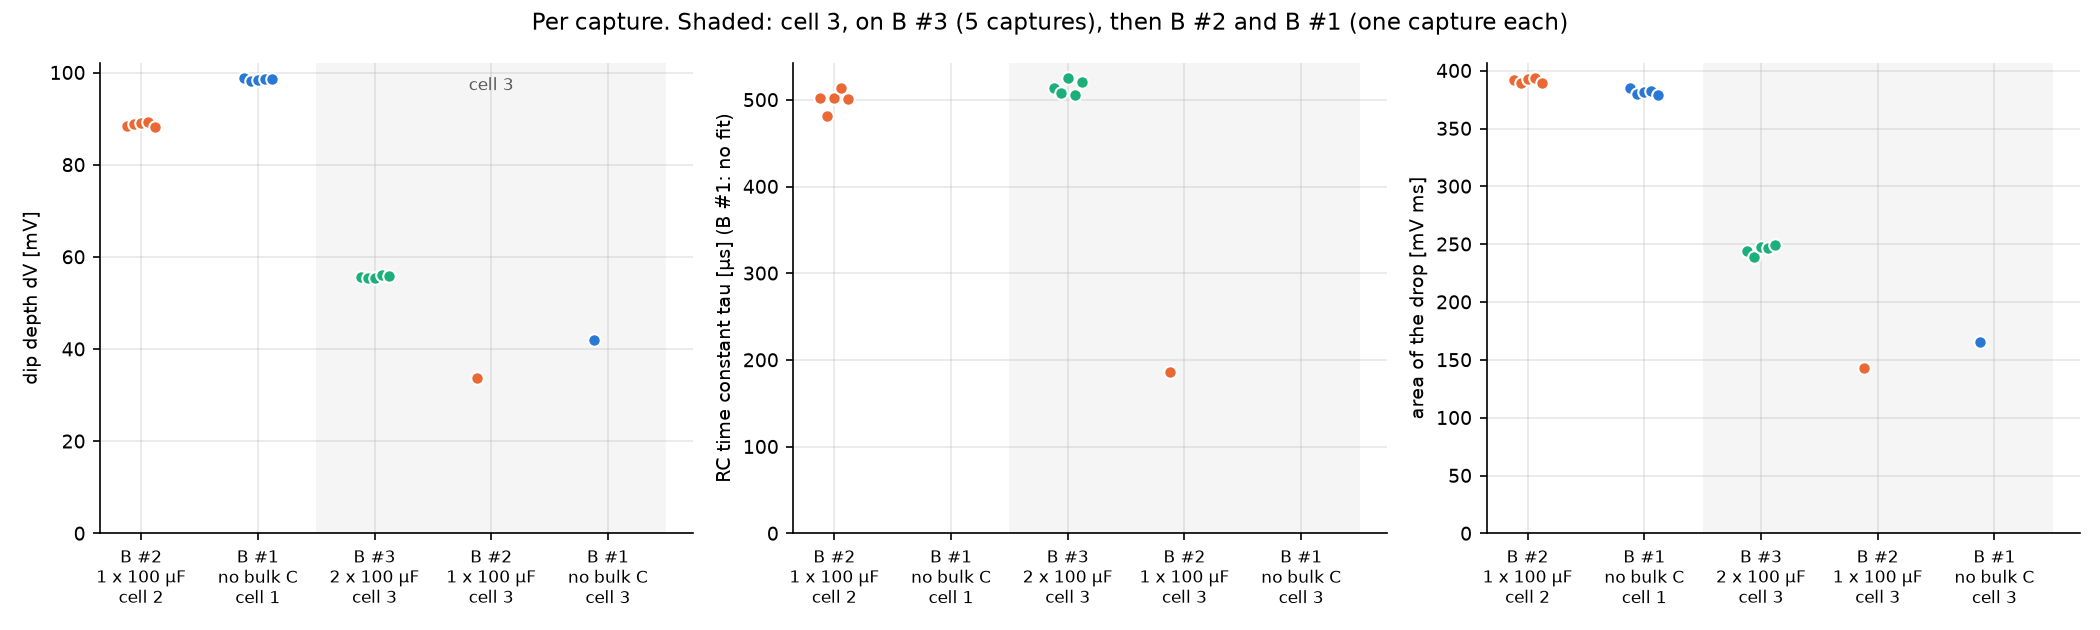 Per capture. Shaded: cell 3, on B #3 (5 captures), then B #2 and B #1 (one capture each)
dip depth dV [mV]
100
80
60
40
20
0
cell 3
B #2
1 x 100 µF
cell 2
B #1
no bulk C
cell 1
B #3
2 x 100 µF
cell 3
B #2
1 x 100 µF
cell 3
B #1
no bulk C
cell 3
RC time constant tau [µs] (B #1: no fit)
500
400
300
200
100
0
B #2
1 x 100 µF
cell 2
B #1
no bulk C
cell 1
B #3
2 x 100 µF
cell 3
B #2
1 x 100 µF
cell 3
B #1
no bulk C
cell 3
area of the drop [mV ms]
400
350
300
250
200
150
100
50
0
B #2
1 x 100 µF
cell 2
B #1
no bulk C
cell 1
B #3
2 x 100 µF
cell 3
B #2
1 x 100 µF
cell 3
B #1
no bulk C
cell 3